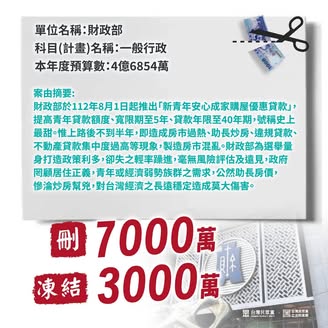 單位名稱：財政部
科目(計畫)名稱：一般行政
本年度預算數：4億6854萬
案由摘要：
財政部於112年8月1日起推出「新青年安心成家購屋優惠貸款」，
提高青年貸款額度、寬限期至5年、貸款年限至40年期，號稱史上
最甜。惟上路後不到半年，即造成房市過熱、助長炒房、違規貸款、
不動產貸款集中度過高等現象，製造房市混亂。財政部為選舉量
身打造政策利多，卻失之輕率躁進，毫無風險評估及遠見，政府
罔顧居住正義，青年或經濟弱勢族群之需求，公然助長房價，
慘淪炒房幫兇，對台灣經濟之長遠穩定造成莫大傷害。
刪7000萬
凍結3000萬
台灣民眾黨
台灣民眾黨